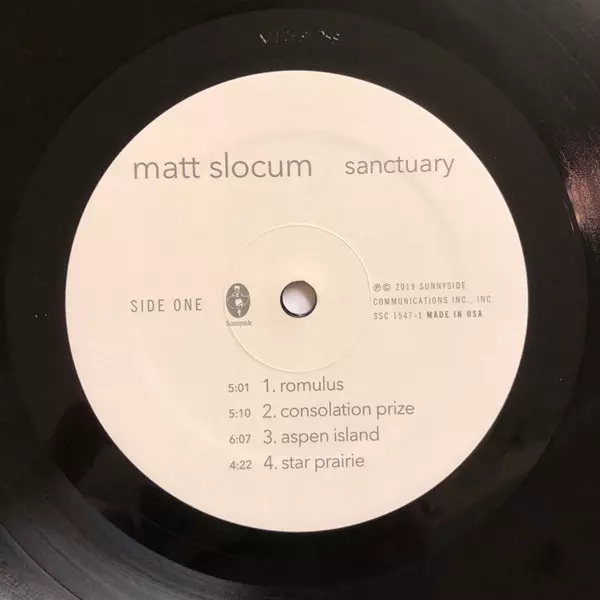 matt slocum sanctuary
SIDE ONE
Sunnyside
℗© 2019 SUNNYSIDE
COMMUNICATIONS INC., INC.
SSC 1547-1 MADE IN USA
5:01 1. romulus
5:10 2. consolation prize
6:07 3. aspen island
4:22 4. star prairie